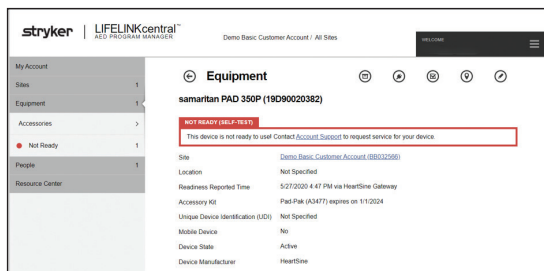 stryker
LIFELINKcentral™
AED PROGRAM MANAGER
Demo Basic Customer Account / All Sites
WELCOME
My Account
Sites 1
Equipment 1
Accessories >
Not Ready 1
People 1
Resource Center
Equipment
samaritan PAD 350P (19D90020382)
NOT READY (SELF-TEST)
This device is not ready to use! Contact Account Support to request service for your device.
Site Demo Basic Customer Account (BB032566)
Location Not Specified
Readiness Reported Time 5/27/2020 4:47 PM via HeartSine Gateway
Accessory Kit Pad-Pak (A3477) expires on 1/1/2024
Unique Device Identification (UDI) Not Specified
Mobile Device No
Device State Active
Device Manufacturer HeartSine